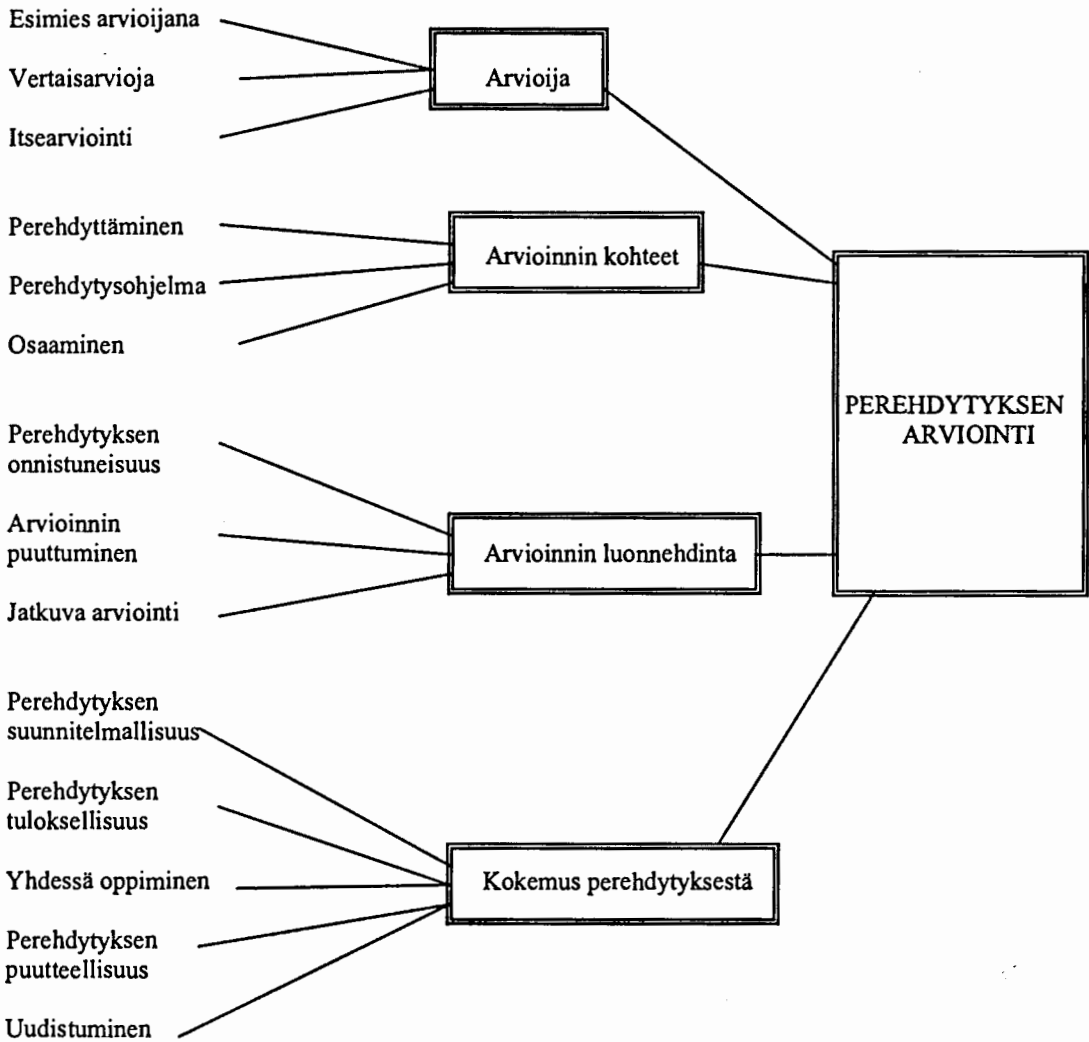 Esimies arvioijana
Vertaisarvioja
Itsearviointi
Arvioija
Perehdyttäminen
Perehdytysohjelma
Osaaminen
Arvioinnin kohteet
Perehdytyksen
onnistuneisuus
Arvioinnin
puuttuminen
Jatkuva arviointi
Arvioinnin luonnehdinta
Perehdytyksen
suunnitelmallisuus
Perehdytyksen
tuloksellisuus
Yhdessä oppiminen
Perehdytyksen
puutteellisuus
Uudistuminen
Kokemus perehdytyksestä
PEREHDYTYKSEN
ARVIOINTI